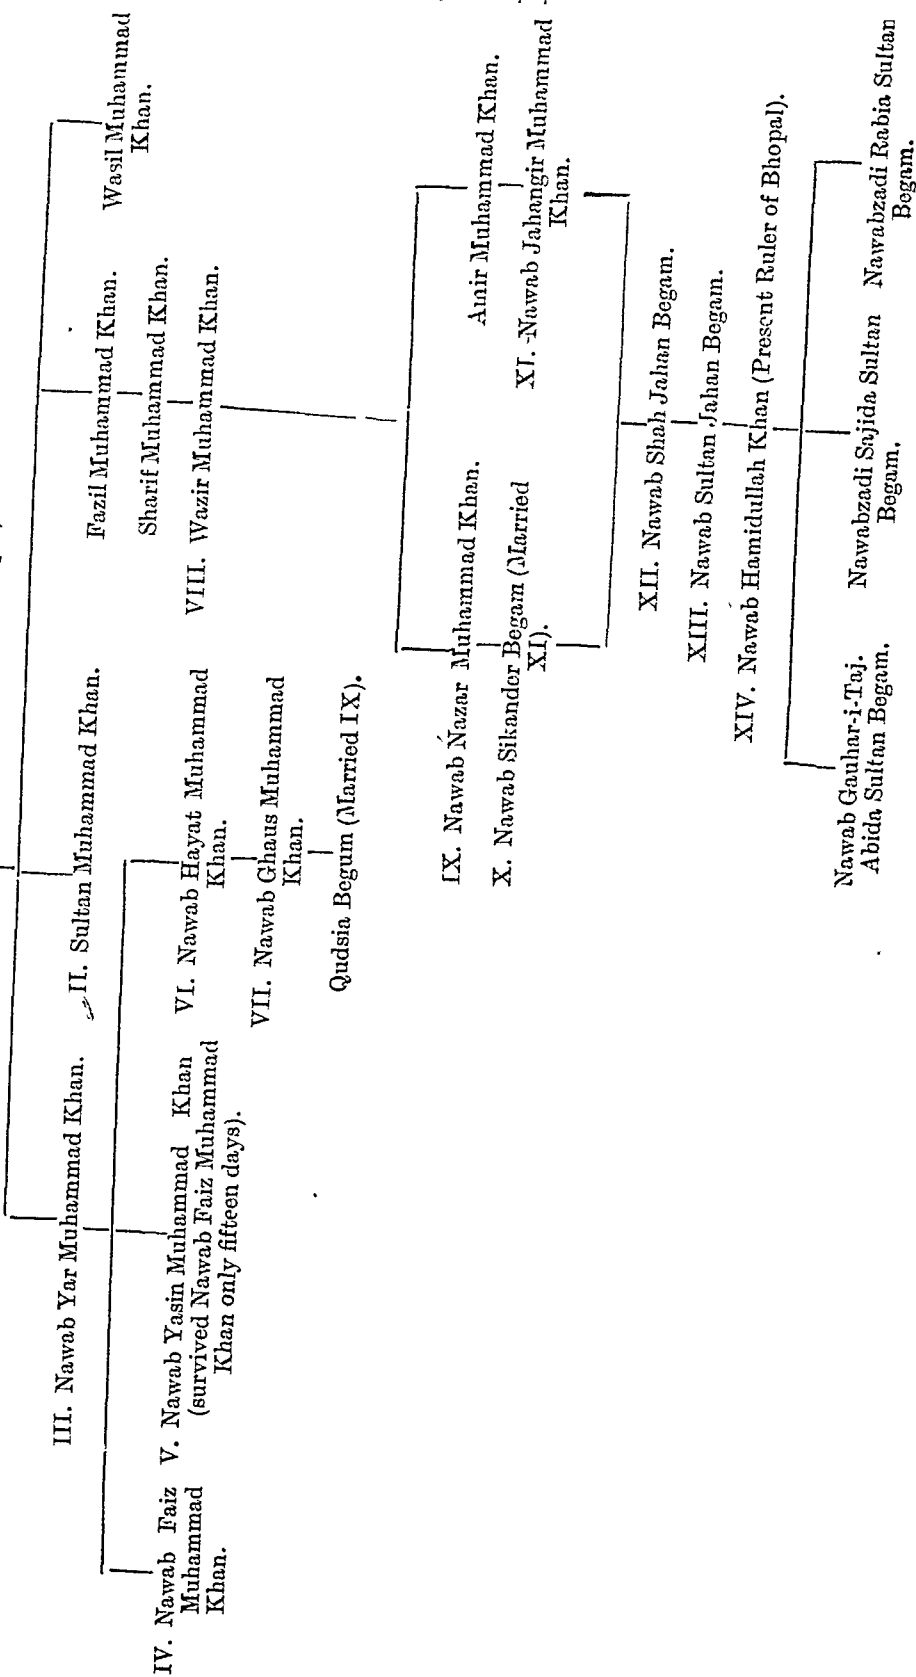 III. Nawab Yar Muhammad Khan.
II. Sultan Muhammad Khan.
Fazil Muhammad Khan.
Wasil Muhammad
Khan.
Sharif Muhammad Khan.
VIII. Wazir Muhammad Khan.
IV. Nawab Faiz
Muhammad
Khan.
V. Nawab Yasin Muhammad Khan
(survived Nawab Faiz Muhammad
Khan only fifteen days).
VI. Nawab Hayat Muhammad
Khan.
VII. Nawab Ghaus Muhammad
Khan.
Qudsia Begum (Married IX).
IX. Nawab Nazar Muhammad Khan.
Amir Muhammad Khan.
X. Nawab Sikander Begam (Married
XI).
XI. Nawab Jahangir Muhammad
Khan.
XII. Nawab Shah Jahan Begam.
XIII. Nawab Sultan Jahan Begam.
XIV. Nawab Hamidullah Khan (Present Ruler of Bhopal).
Nawab Gauhar-i-Taj.
Abida Sultan Begam.
Nawabzadi Sajida Sultan
Begam.
Nawabzadi Rabia Sultan
Begam.